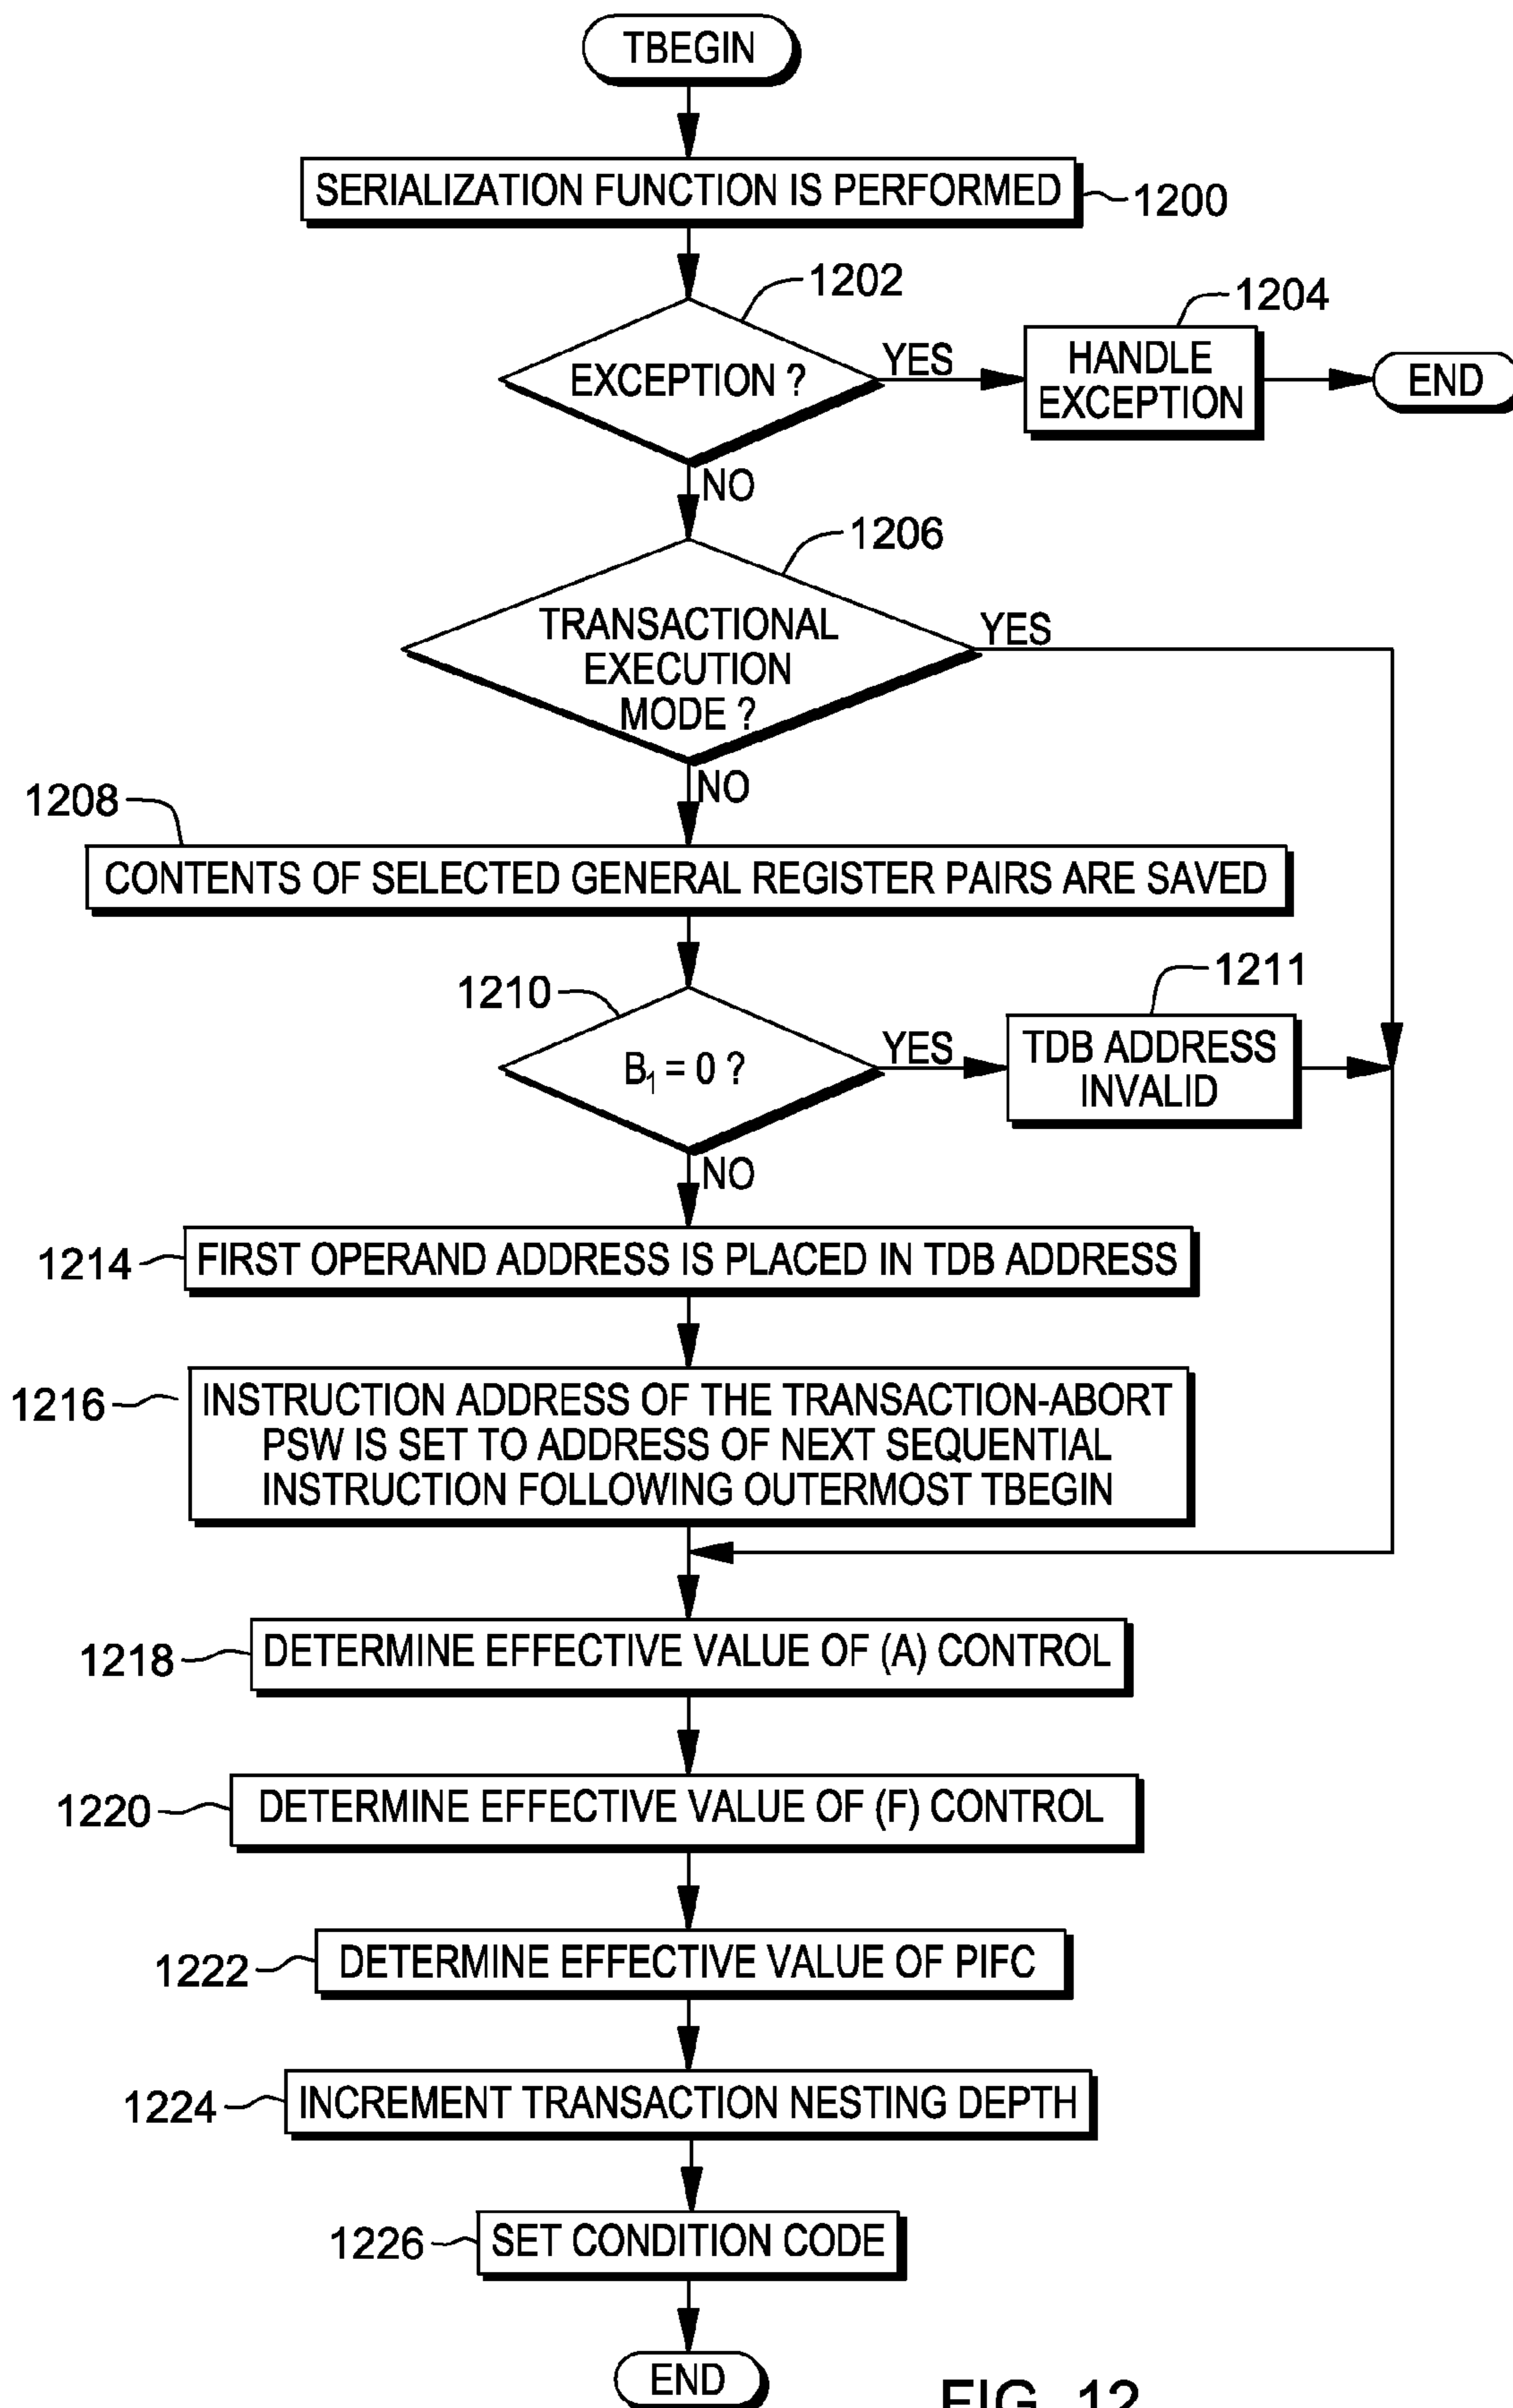 TBEGIN
SERIALIZATION FUNCTION IS PERFORMED
1200
1202
1204
EXCEPTION ?
YES
HANDLE
EXCEPTION
END
NO
1206
TRANSACTIONAL
EXECUTION
MODE ?
YES
NO
1208
CONTENTS OF SELECTED GENERAL REGISTER PAIRS ARE SAVED
1210
1211
B₁ = 0 ?
YES
TDB ADDRESS
INVALID
NO
1214
FIRST OPERAND ADDRESS IS PLACED IN TDB ADDRESS
1216
INSTRUCTION ADDRESS OF THE TRANSACTION-ABORT
PSW IS SET TO ADDRESS OF NEXT SEQUENTIAL
INSTRUCTION FOLLOWING OUTERMOST TBEGIN
1218
DETERMINE EFFECTIVE VALUE OF (A) CONTROL
1220
DETERMINE EFFECTIVE VALUE OF (F) CONTROL
1222
DETERMINE EFFECTIVE VALUE OF PIFC
1224
INCREMENT TRANSACTION NESTING DEPTH
1226
SET CONDITION CODE
END
FIG. 12